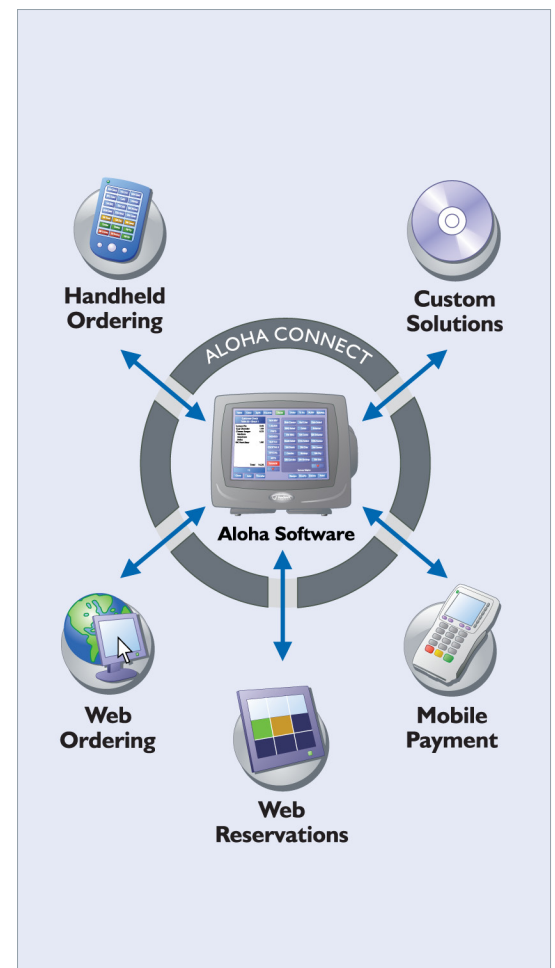 Handheld
Ordering
Custom
Solutions
ALOHA CONNECT
Aloha Software
Web
Ordering
Mobile
Payment
Web
Reservations